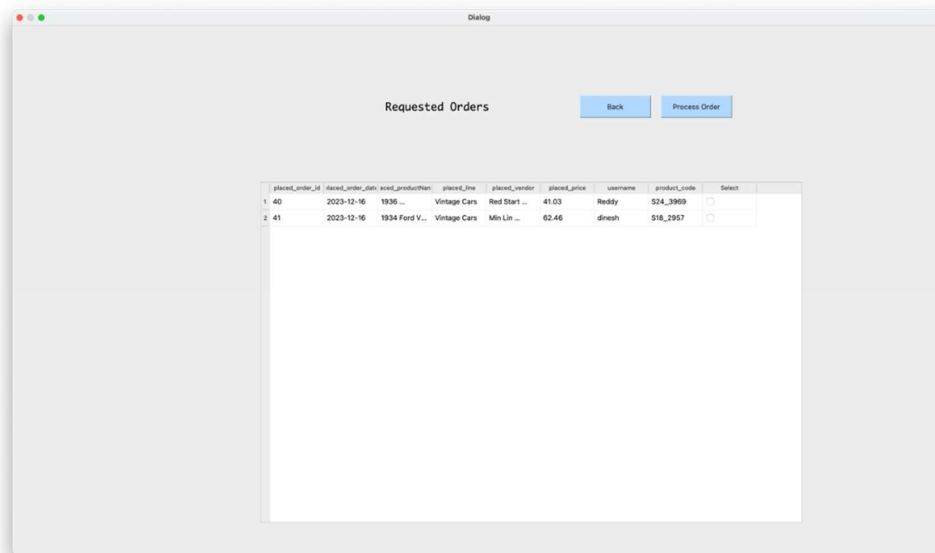 Dialog
Requested Orders Back Process Order
placed_order_id laced_order_date aced_productNan placed_line placed_vendor placed_price username product_code Select
1 40 2023-12-16 1936 ... Vintage Cars Red Start ... 41.03 Reddy S24_3969
2 41 2023-12-16 1934 Ford V... Vintage Cars Min Lin ... 62.46 dinesh S18_2957